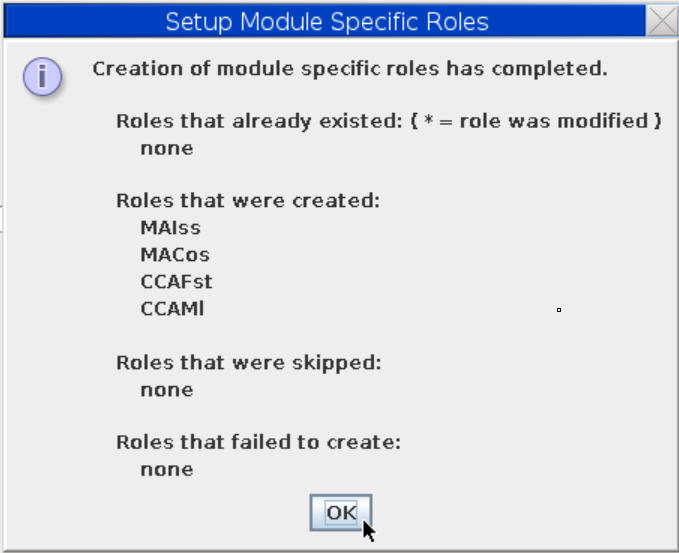 Setup Module Specific Roles
Creation of module specific roles has completed.
Roles that already existed: ( * = role was modified )
none
Roles that were created:
MAIss
MACos
CCAFst
CCAMl
Roles that were skipped:
none
Roles that failed to create:
none
OK